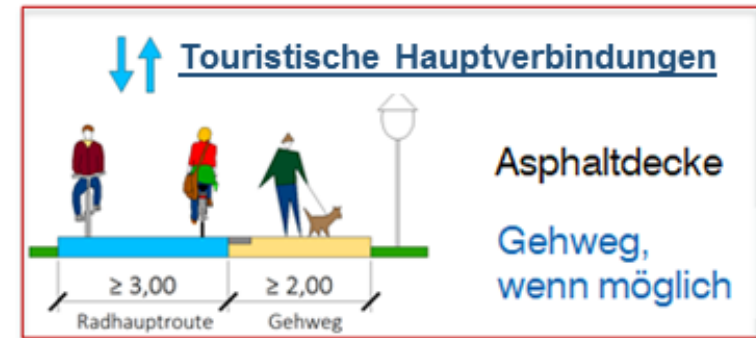 Touristische Hauptverbindungen
Asphaltdecke
Gehweg,
wenn möglich
≥ 3,00
≥ 2,00
Radhauptroute
Gehweg